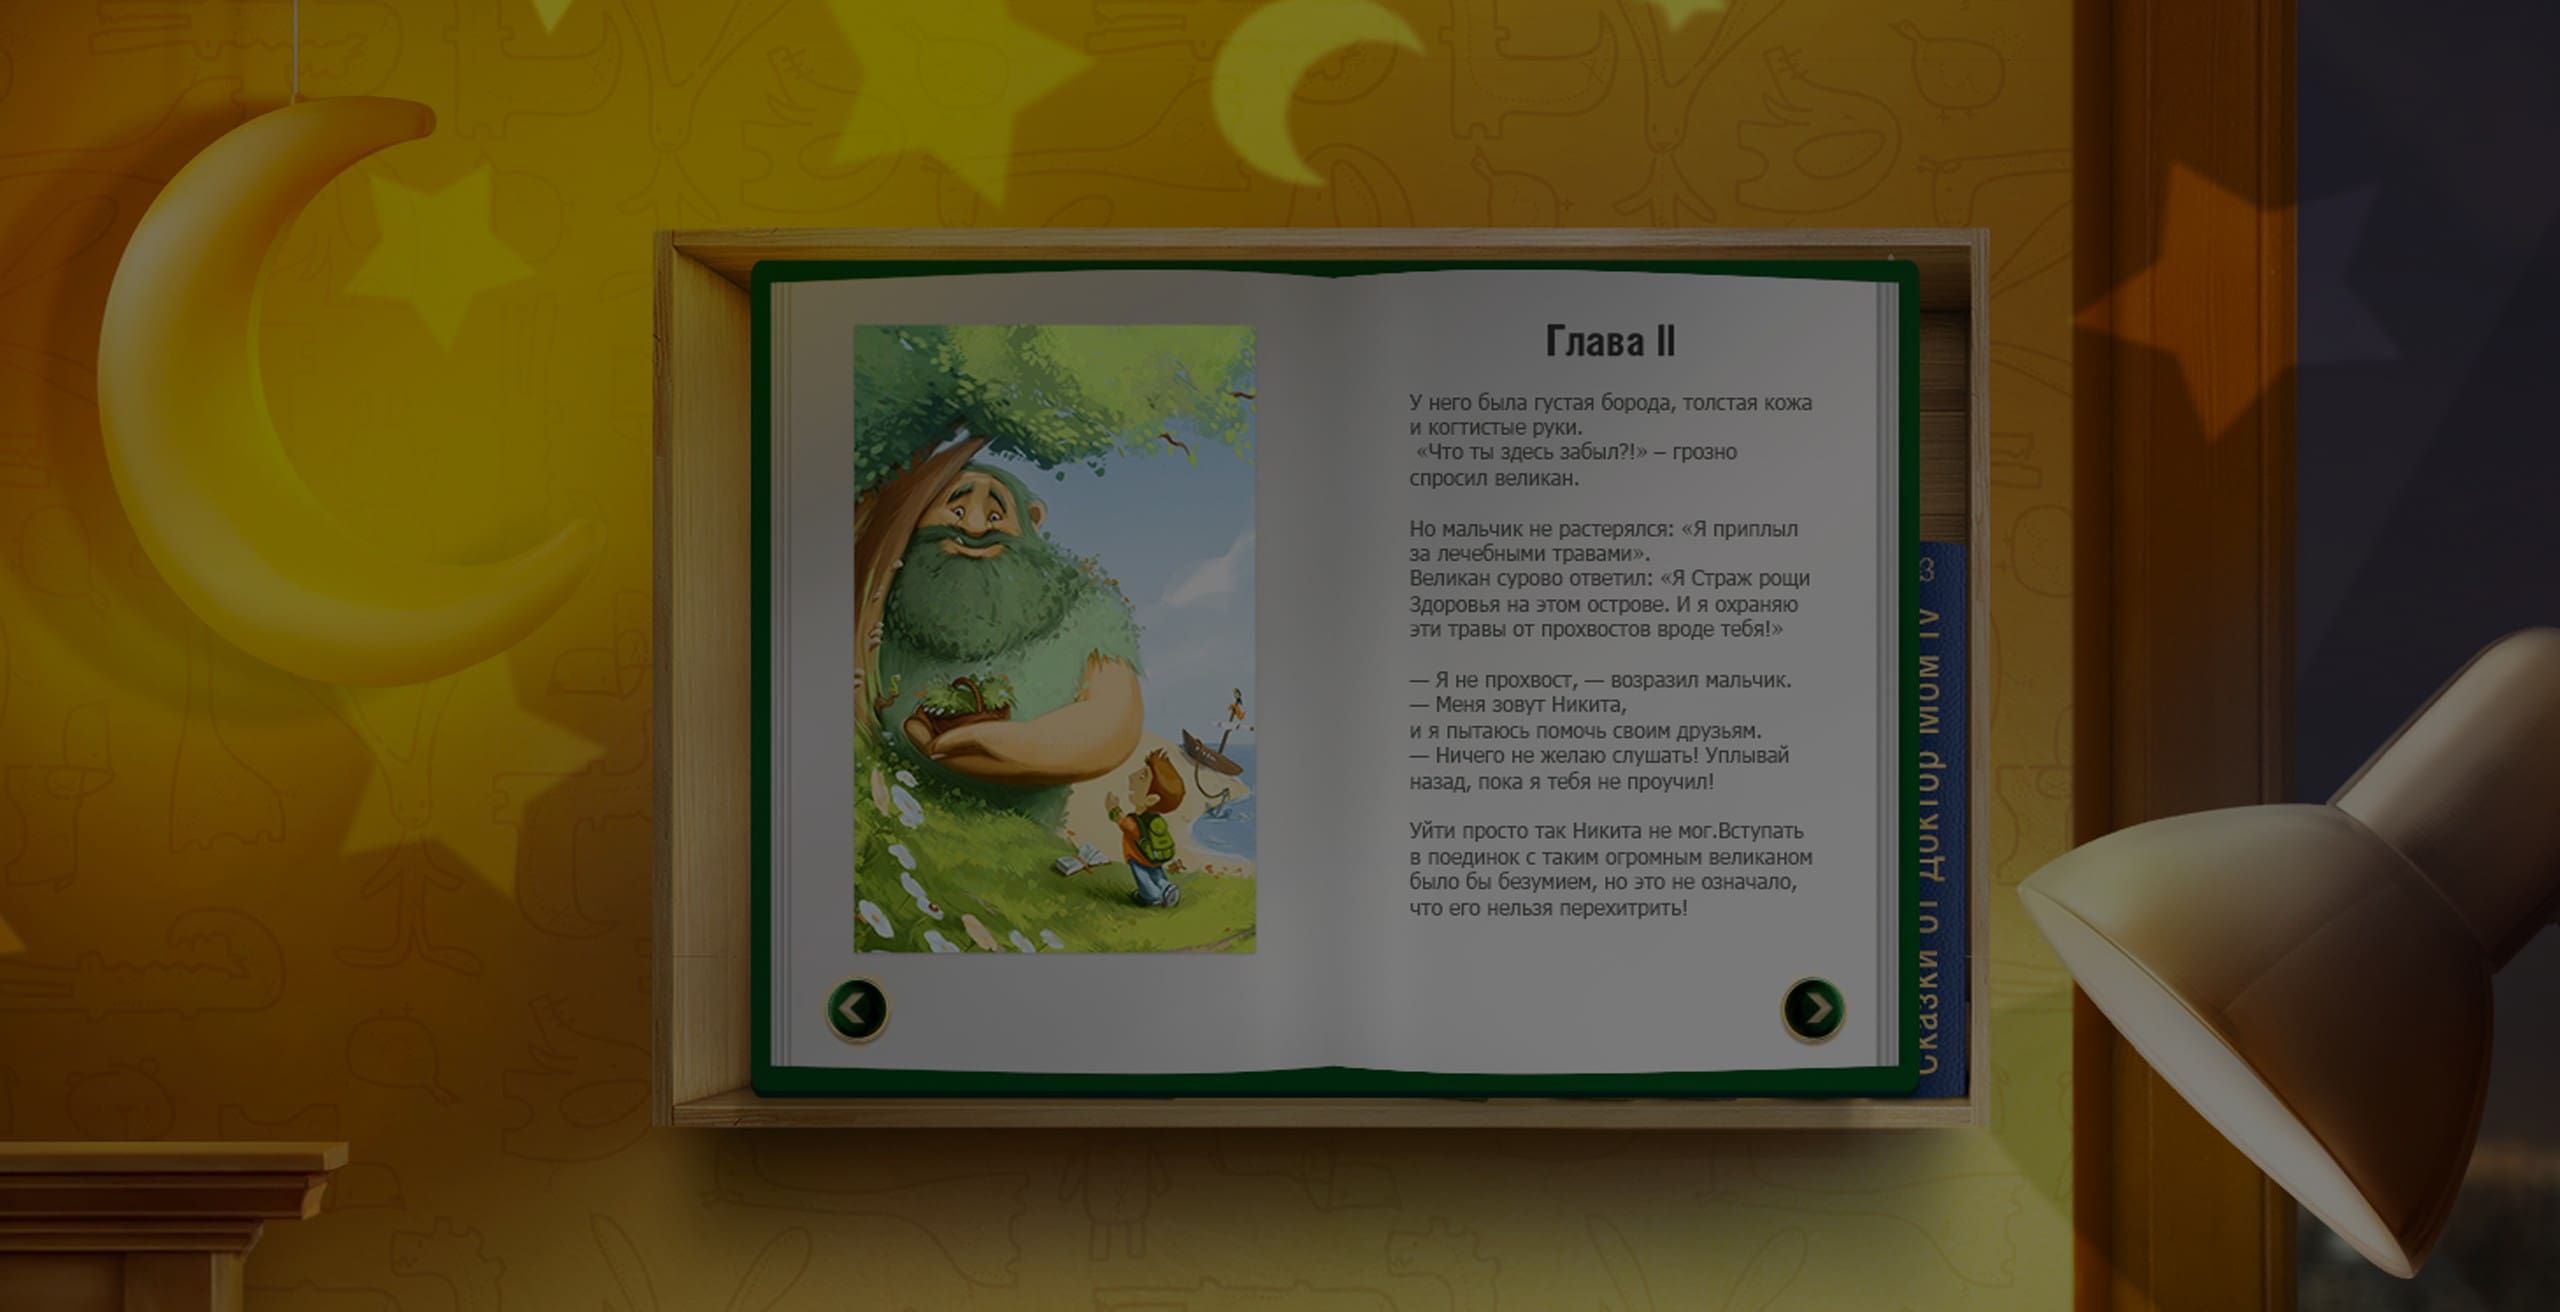 Глава II
У него была густая борода, толстая кожа
и когтистые руки.
«Что ты здесь забыл?!» – грозно
спросил великан.
Но мальчик не растерялся: «Я приплыл
за лечебными травами».
Великан сурово ответил: «Я Страж рощи
Здоровья на этом острове. И я охраняю
эти травы от прохвостов вроде тебя!»
— Я не прохвост, — возразил мальчик.
— Меня зовут Никита,
и я пытаюсь помочь своим друзьям.
— Ничего не желаю слушать! Уплывай
назад, пока я тебя не проучил!
Уйти просто так Никита не мог.Вступать
в поединок с таким огромным великаном
было бы безумием, но это не означало,
что его нельзя перехитрить!
Сказки от Доктор МОМ TV